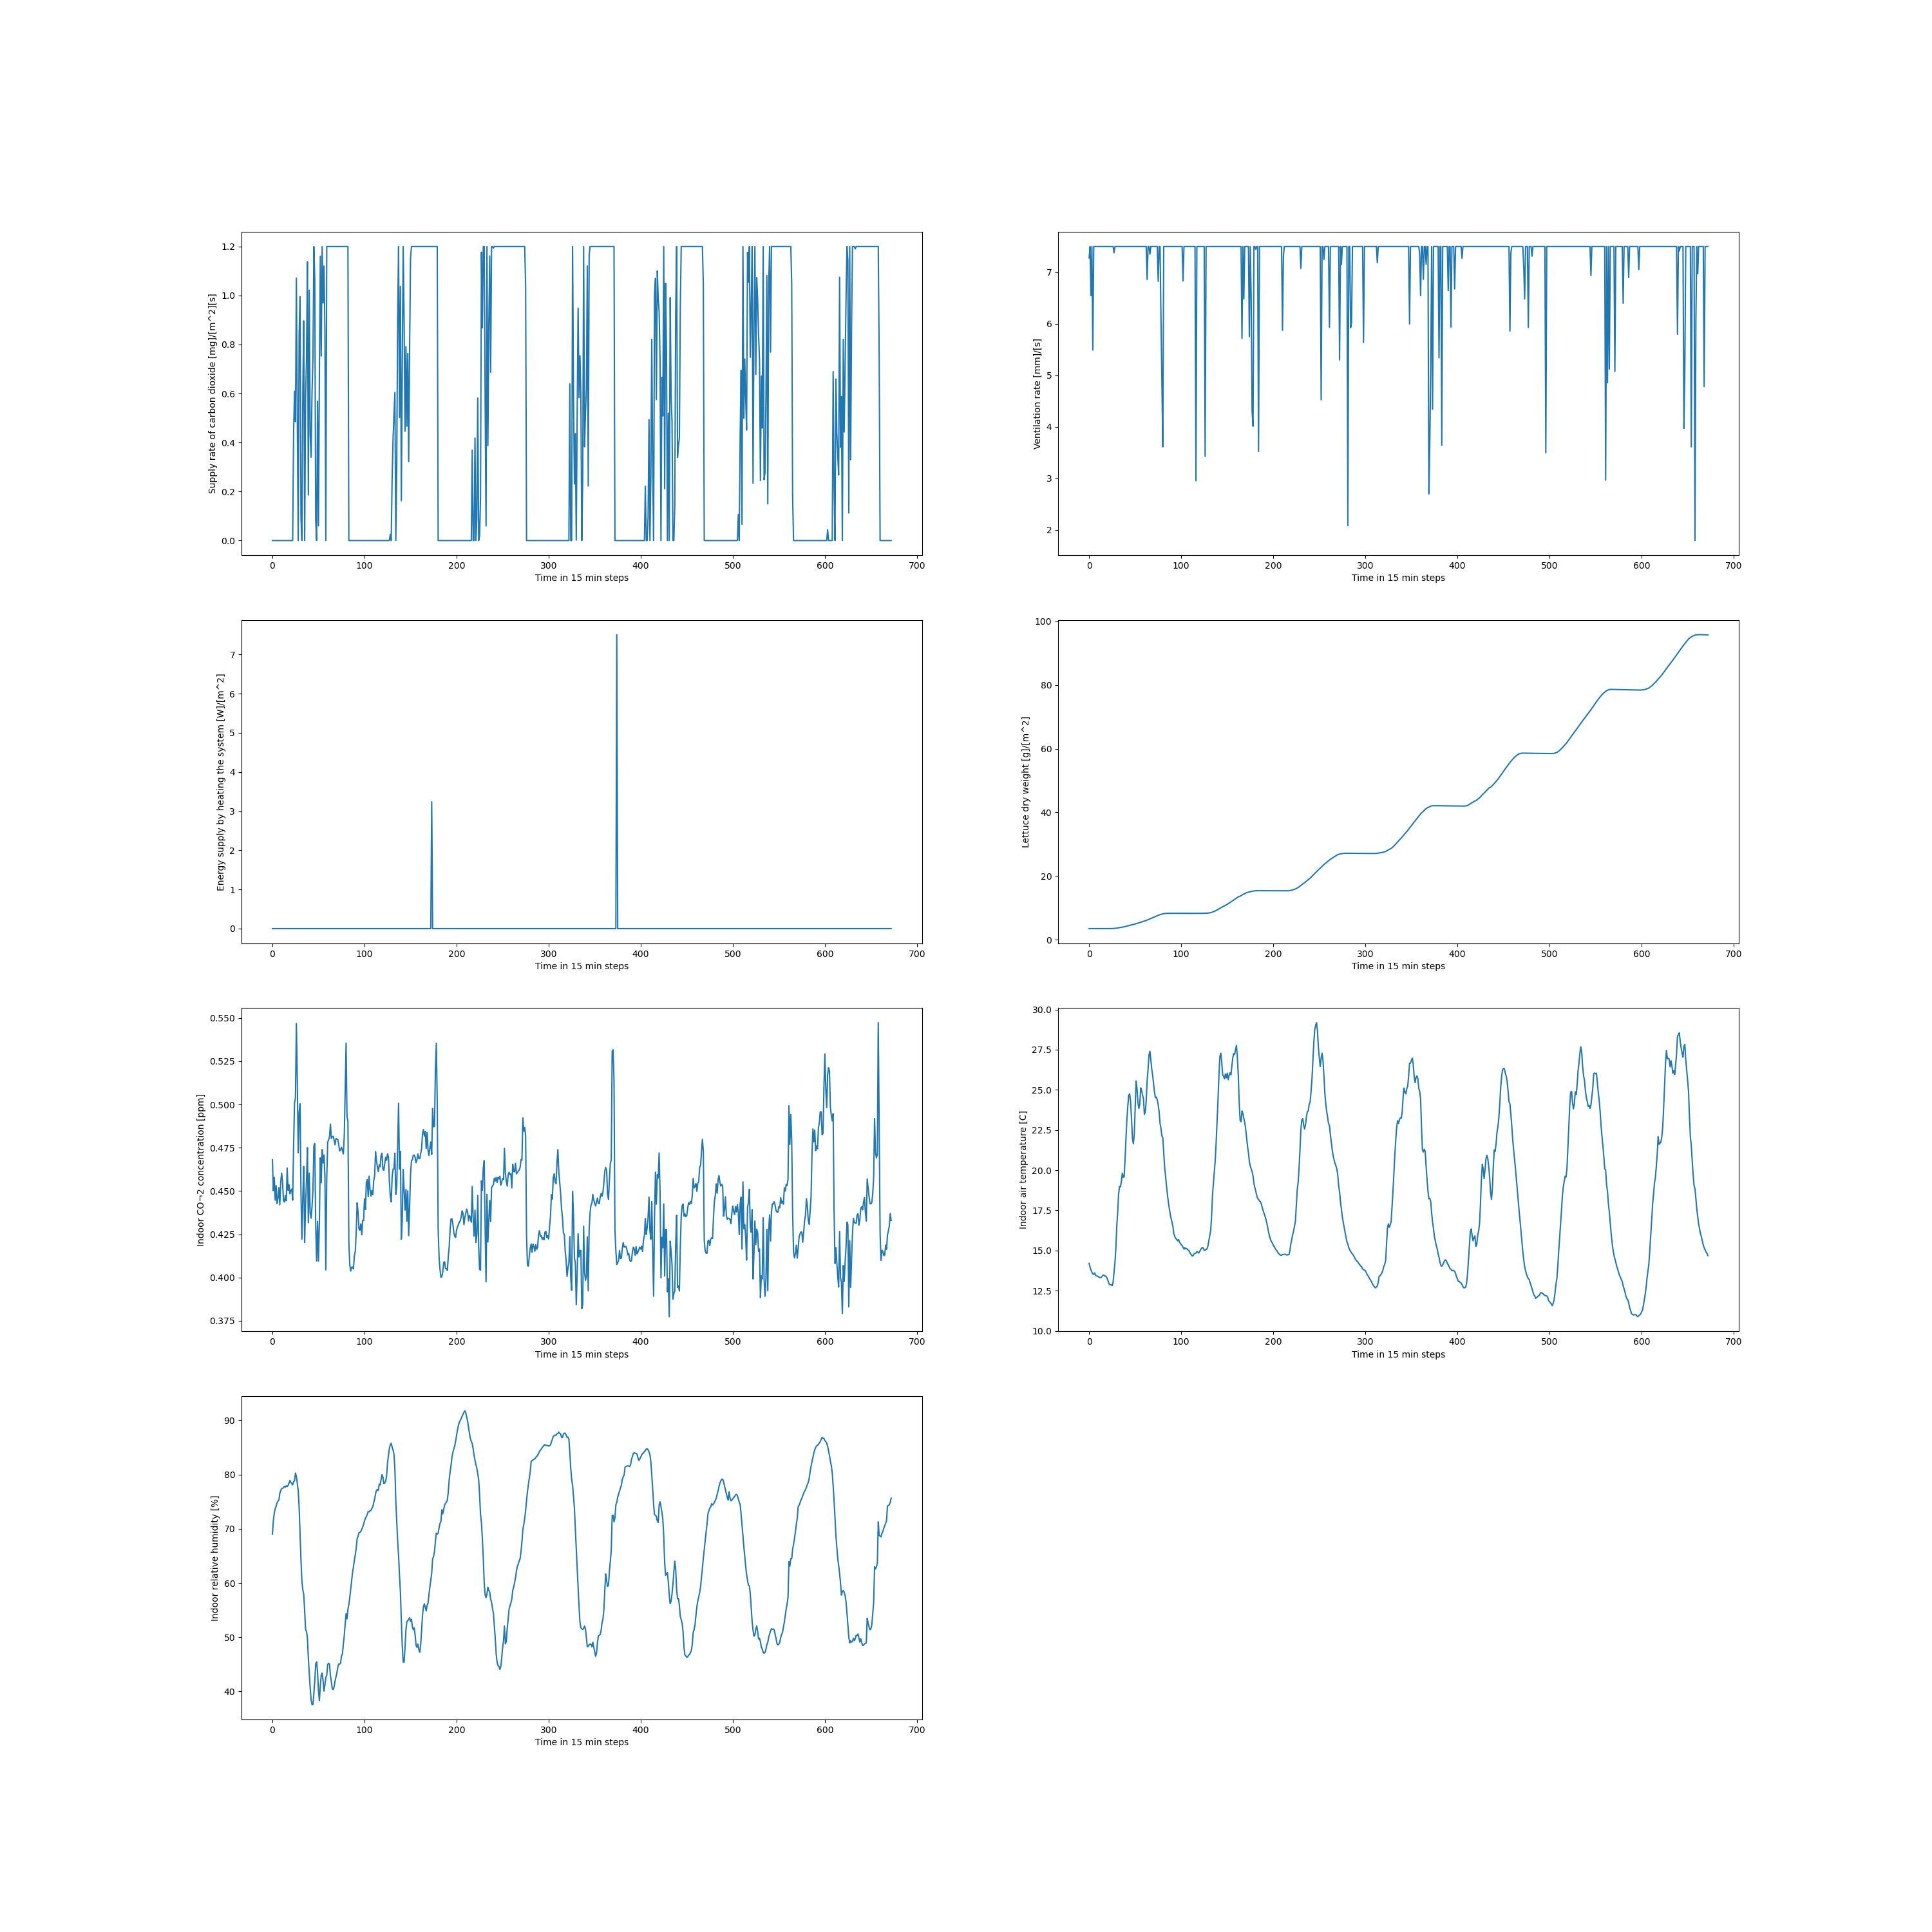 Supply rate of carbon dioxide [mg]/[m^2][s]
1.2
1.0
0.8
0.6
0.4
0.2
0.0
0 100 200 300 400 500 600 700
Time in 15 min steps
Ventilation rate [mm]/[s]
7
6
5
4
3
2
0 100 200 300 400 500 600 700
Time in 15 min steps
Energy supply by heating the system [W]/[m^2]
7
6
5
4
3
2
1
0
0 100 200 300 400 500 600 700
Time in 15 min steps
Lettuce dry weight [g]/[m^2]
100
80
60
40
20
0
0 100 200 300 400 500 600 700
Time in 15 min steps
Indoor CO¬2 concentration [ppm]
0.550
0.525
0.500
0.475
0.450
0.425
0.400
0.375
0 100 200 300 400 500 600 700
Time in 15 min steps
Indoor air temperature [C]
30.0
27.5
25.0
22.5
20.0
17.5
15.0
12.5
10.0
0 100 200 300 400 500 600 700
Time in 15 min steps
Indoor relative humidity [%]
90
80
70
60
50
40
0 100 200 300 400 500 600 700
Time in 15 min steps